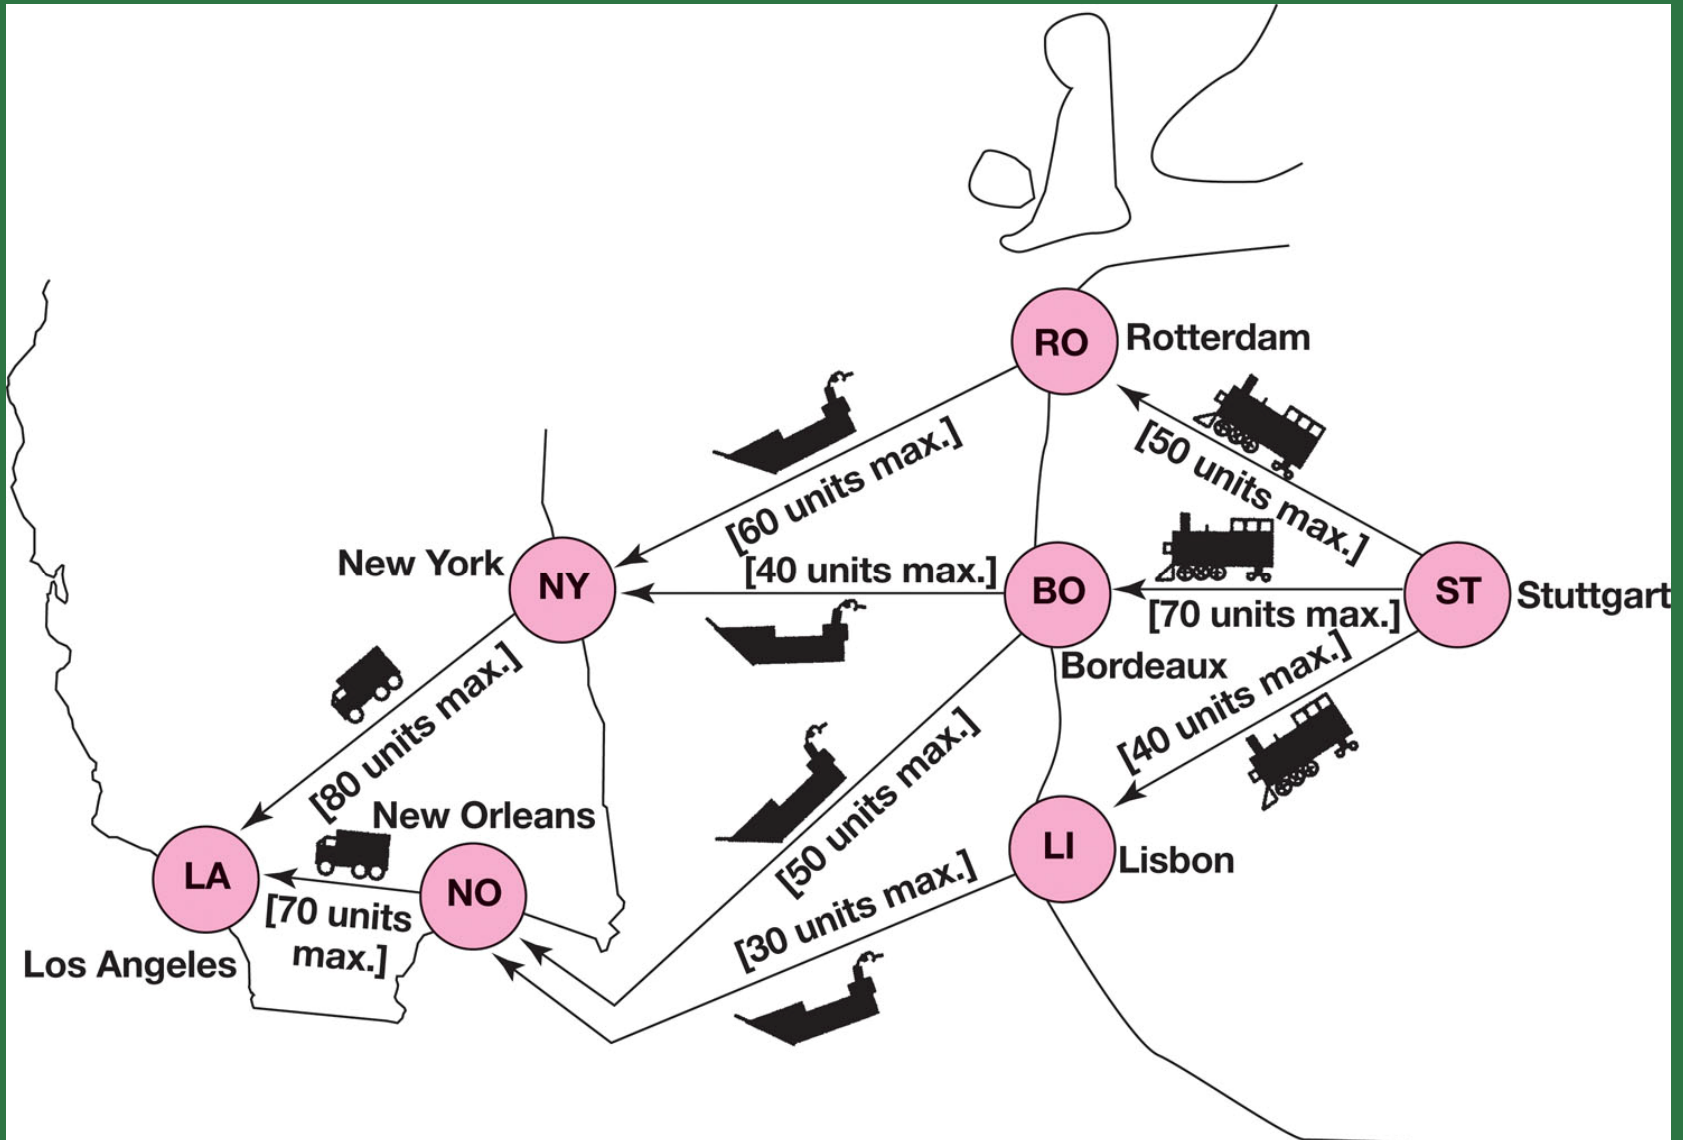 RO
Rotterdam
[50 units max.]
[60 units max.]
New York
NY
[40 units max.]
BO
Bordeaux
[70 units max.]
ST
Stuttgart
[40 units max.]
[80 units max.]
[50 units max.]
New Orleans
LI
Lisbon
LA
NO
[70 units
max.]
[30 units max.]
Los Angeles